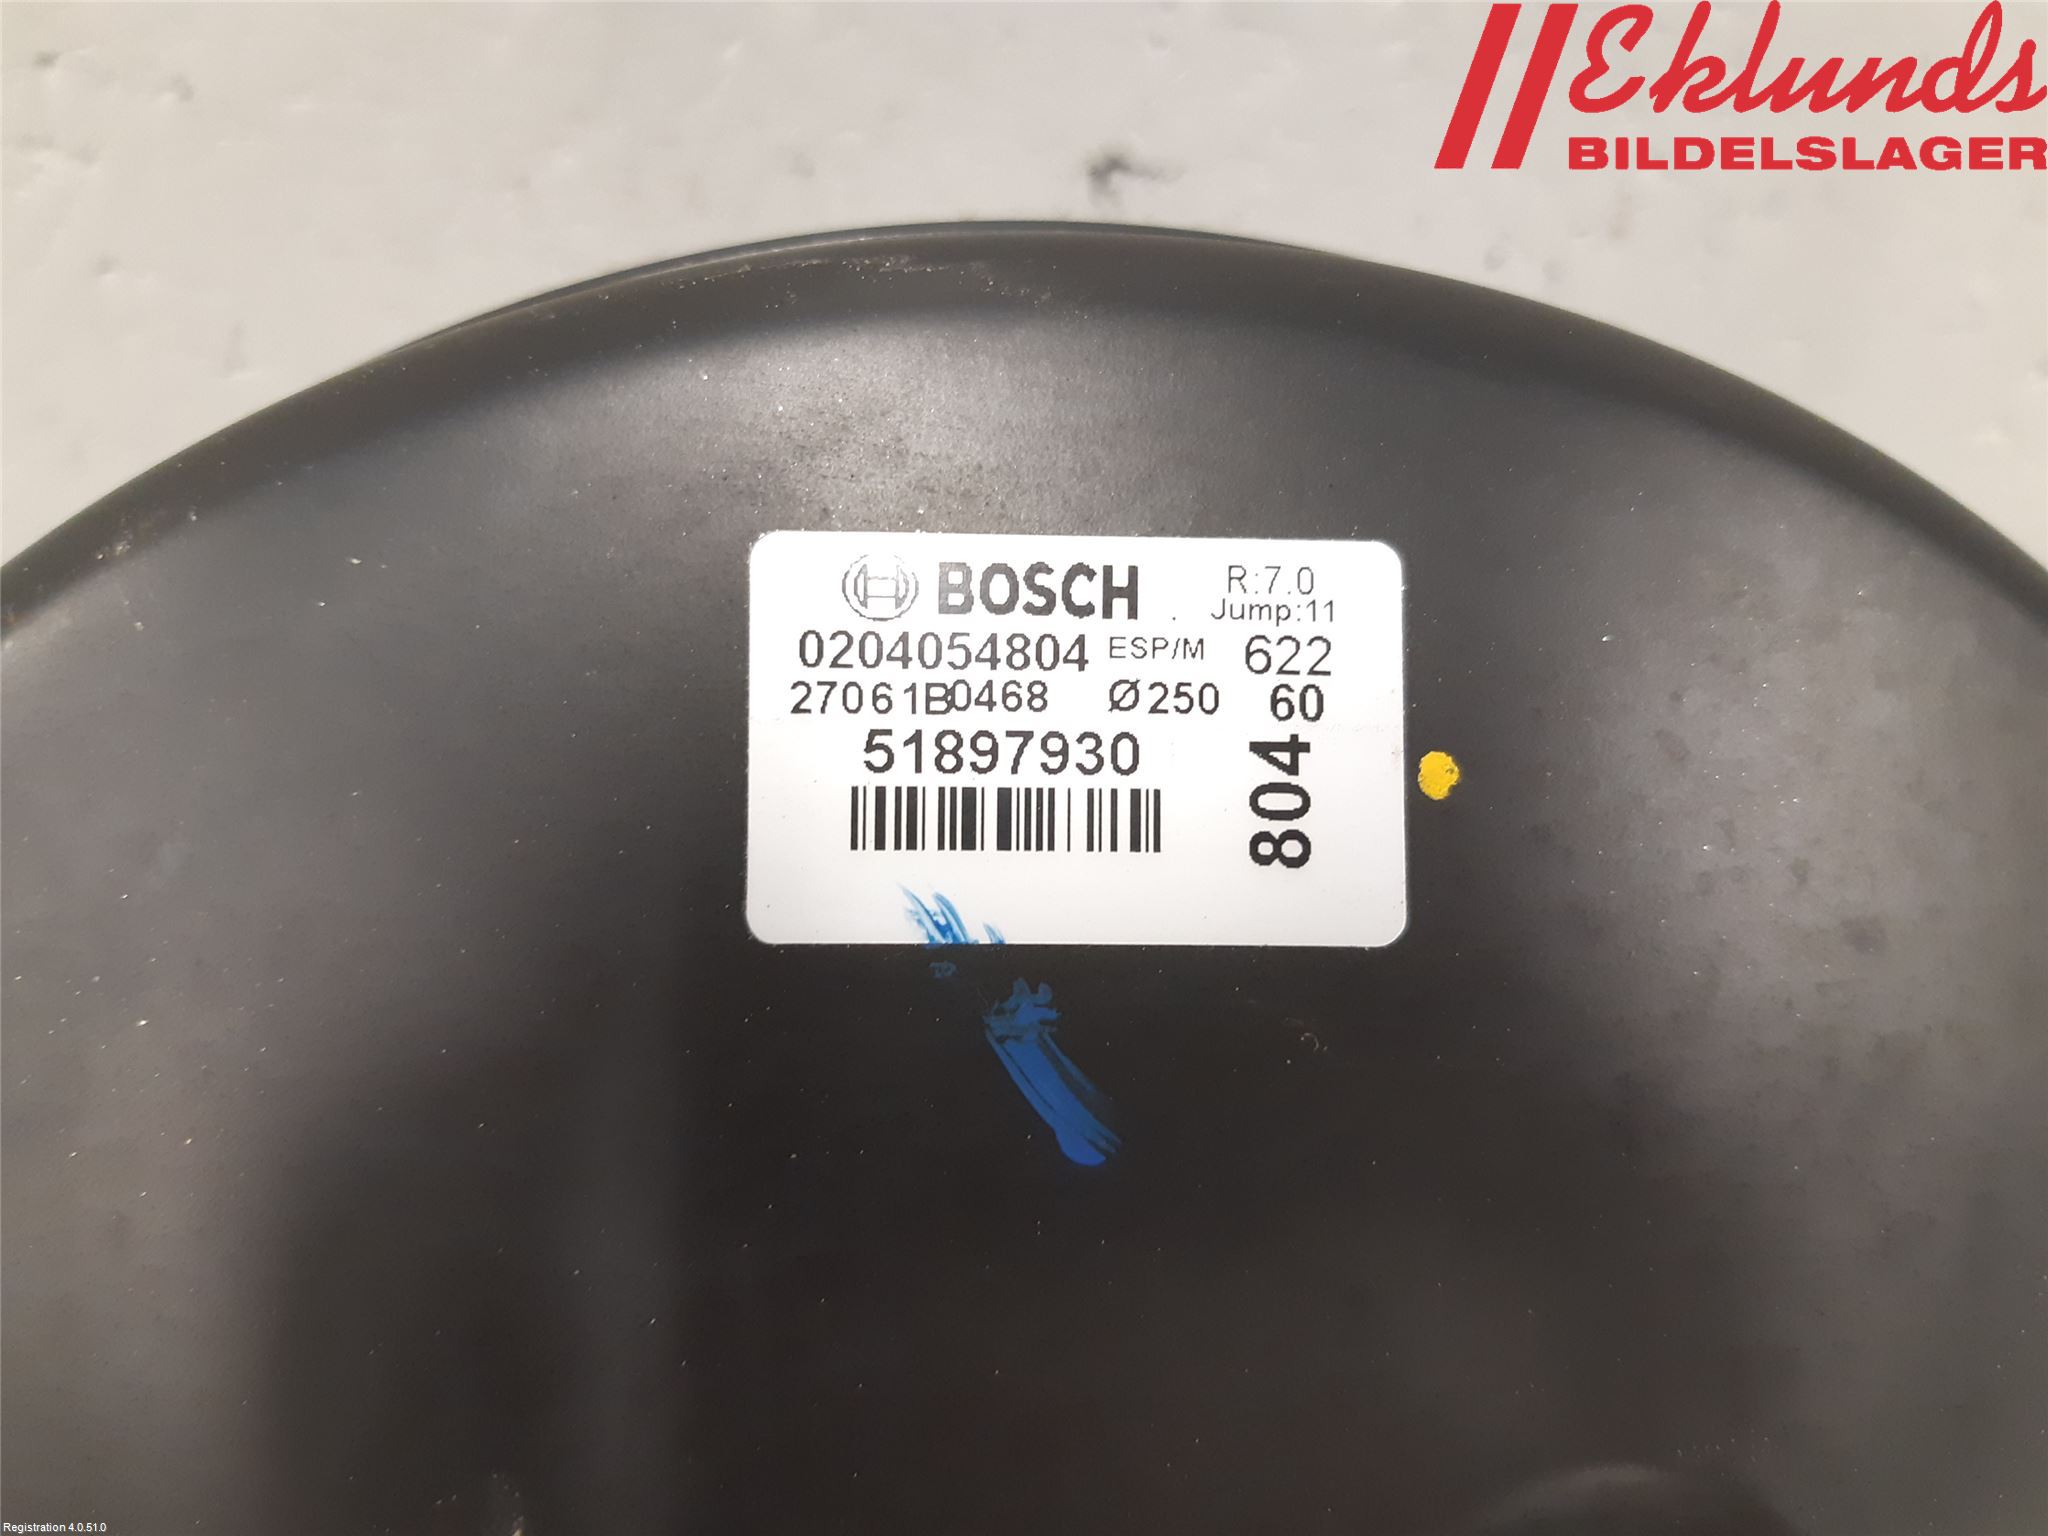 Eklunds
BILDELSLAGER
BOSCH
R:7.0
Jump:11
0204054804 ESP/M 622
27061B0468 Ø250 60
51897930
804
Registration 4.0.51.0